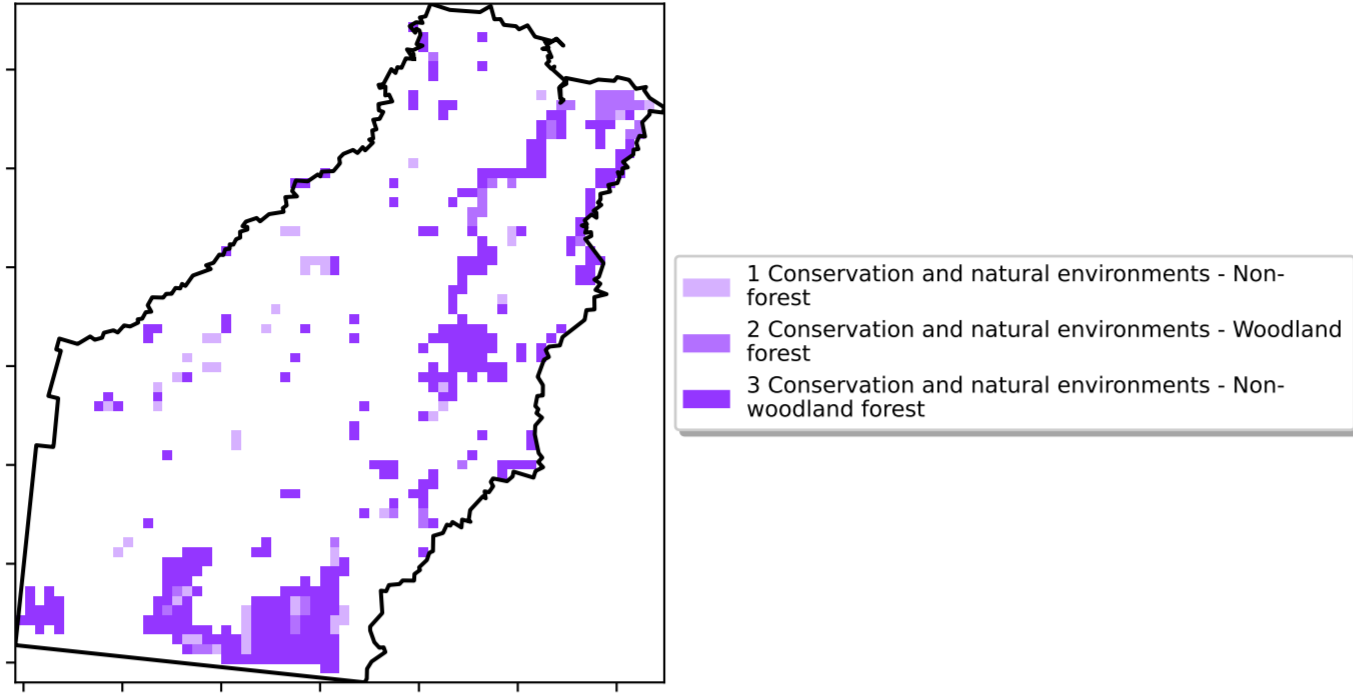 1 Conservation and natural environments - Non-
forest
2 Conservation and natural environments - Woodland
forest
3 Conservation and natural environments - Non-
woodland forest